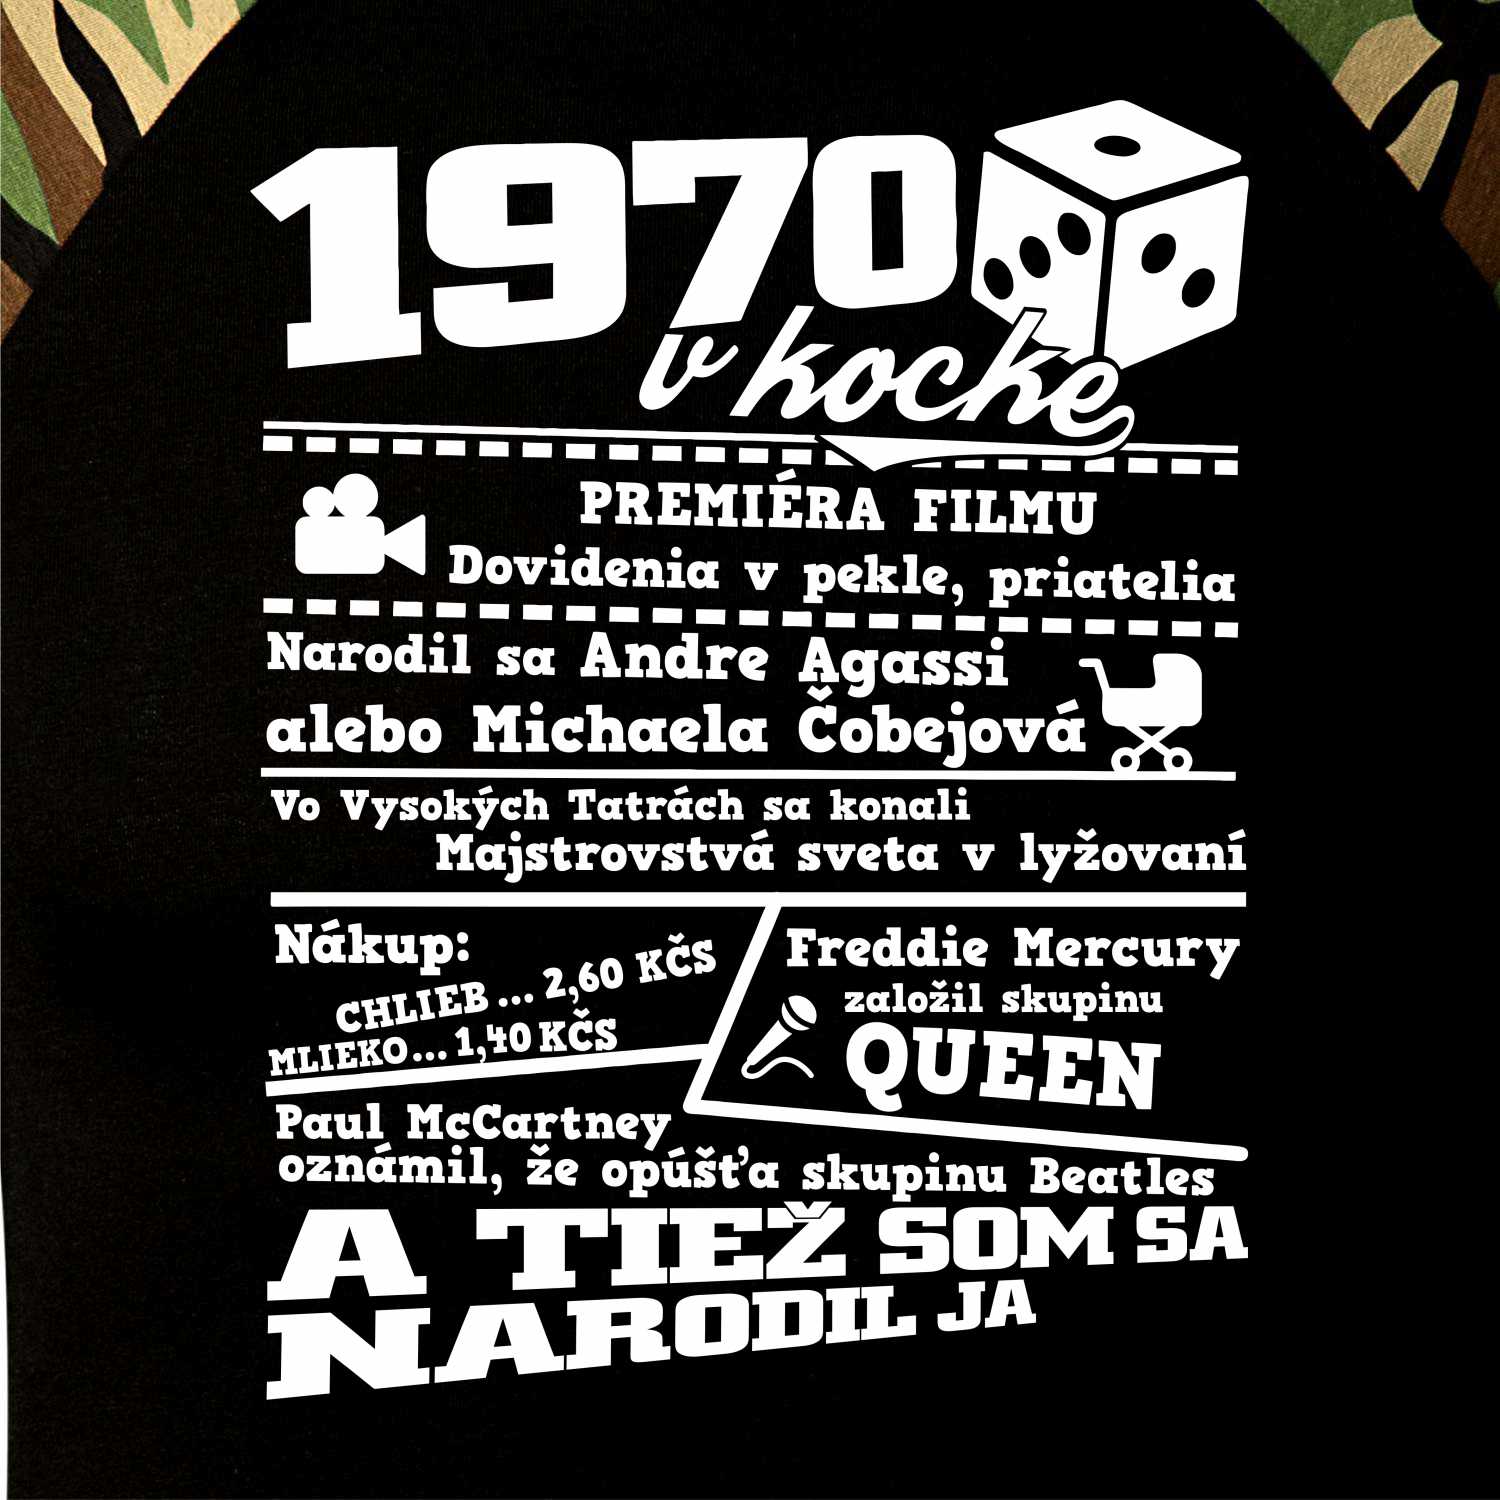 1970
v kocke
PREMIÉRA FILMU
Dovidenia v pekle, priatelia
Narodil sa Andre Agassi
alebo Michaela Čobejová
Vo Vysokých Tatrách sa konali
Majstrovstvá sveta v lyžovaní
Nákup:
CHLIEB ... 2,60 KČS
MLIEKO ... 1,40 KČS
Freddie Mercury
založil skupinu
QUEEN
Paul McCartney
oznámil, že opúšťa skupinu Beatles
A TIEŽ SOM SA
NARODIL JA